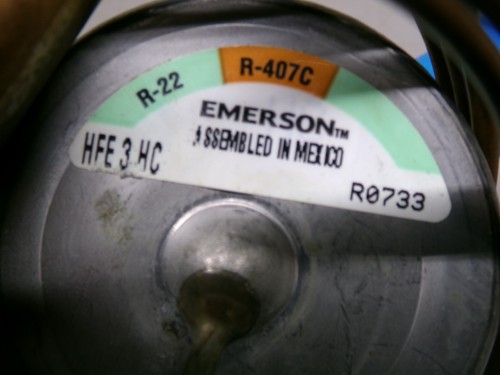 R-22 R-407C
EMERSON™
ASSEMBLED IN MEXICO
HFE 3 HC
R0733